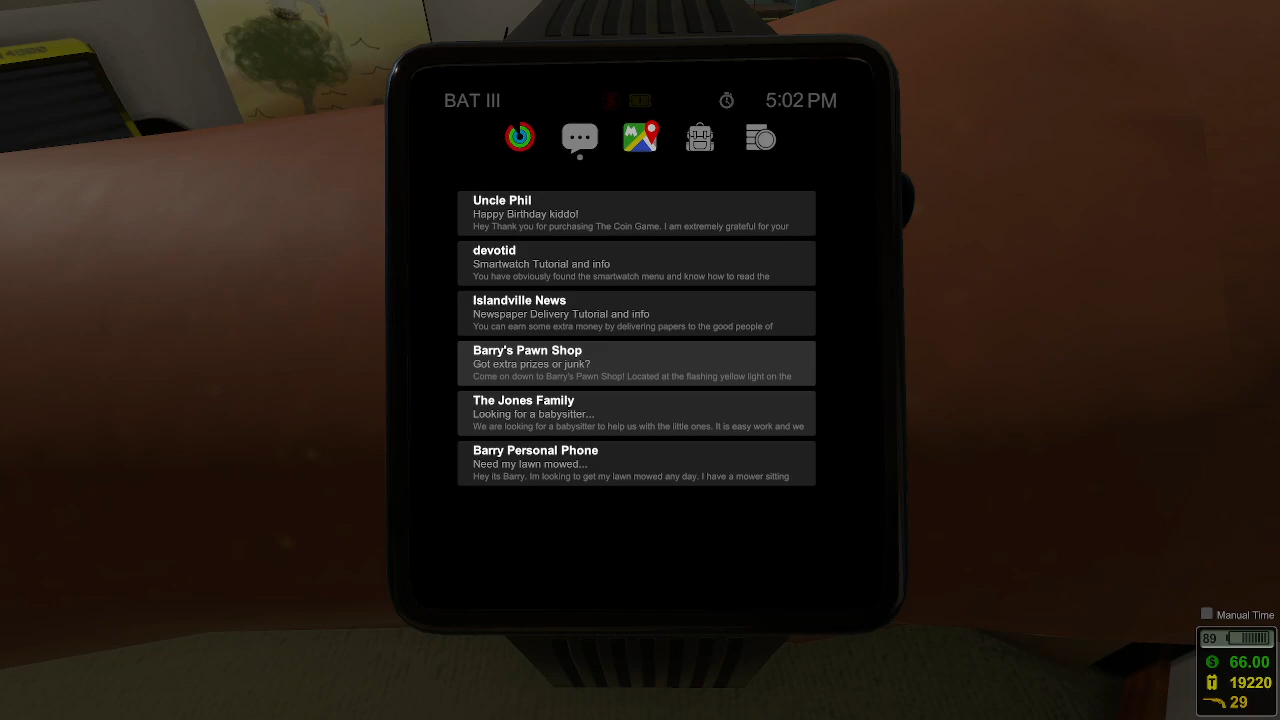 BAT III
5:02 PM
Uncle Phil
Happy Birthday kiddo!
Hey Thank you for purchasing The Coin Game. I am extremely grateful for your
devotid
Smartwatch Tutorial and info
You have obviously found the smartwatch menu and know how to read the
Islandville News
Newspaper Delivery Tutorial and info
You can earn some extra money by delivering papers to the good people of
Barry's Pawn Shop
Got extra prizes or junk?
Come on down to Barry's Pawn Shop! Located at the flashing yellow light on the
The Jones Family
Looking for a babysitter...
We are looking for a babysitter to help us with the little ones. It is easy work and we
Barry Personal Phone
Need my lawn mowed...
Hey its Barry. Im looking to get my lawn mowed any day. I have a mower sitting
Manual Time
89
66.00
19220
29